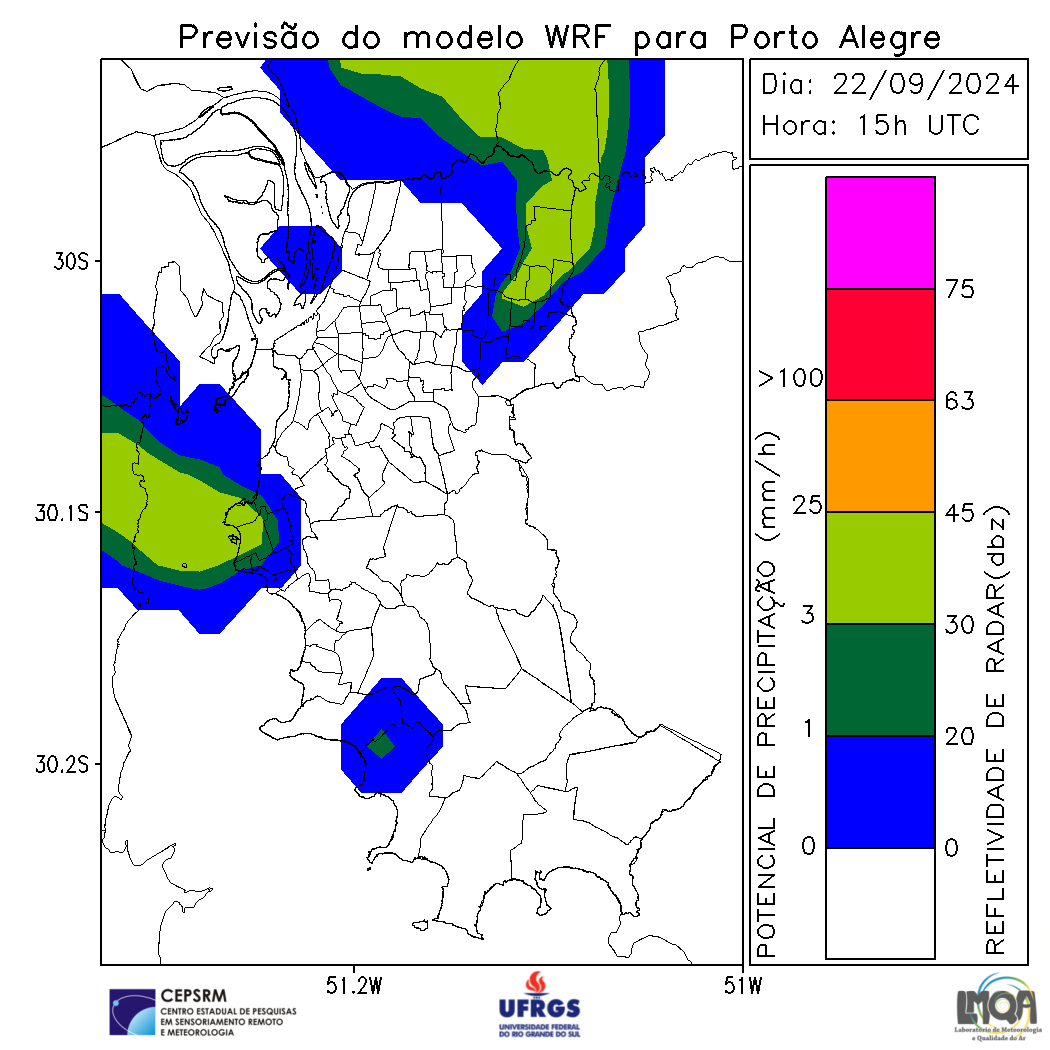 Previsão do modelo WRF para Porto Alegre
Dia: 22/09/2024
Hora: 15h UTC
30S
30.1S
30.2S
51.2W
51W
POTENCIAL DE PRECIPITAÇÃO (mm/h)
>100
25
3
1
0
75
63
45
30
20
0
REFLETIVIDADE DE RADAR(dbz)
CEPSRM
CENTRO ESTADUAL DE PESQUISAS
EM SENSORIAMENTO REMOTO
E METEOROLOGIA
UFRGS
UNIVERSIDADE FEDERAL
DO RIO GRANDE DO SUL
LMQA
Laboratório de Meteorologia
e Qualidade do Ar